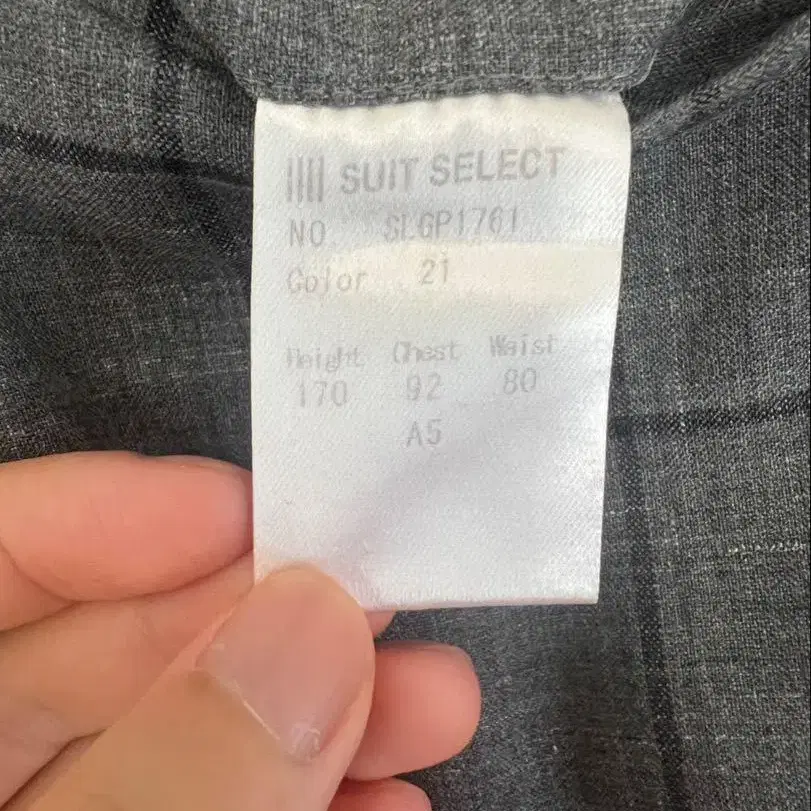 SUIT SELECT
NO SLGP1761
Color 21
Height Chest Waist
170 92 80
A5